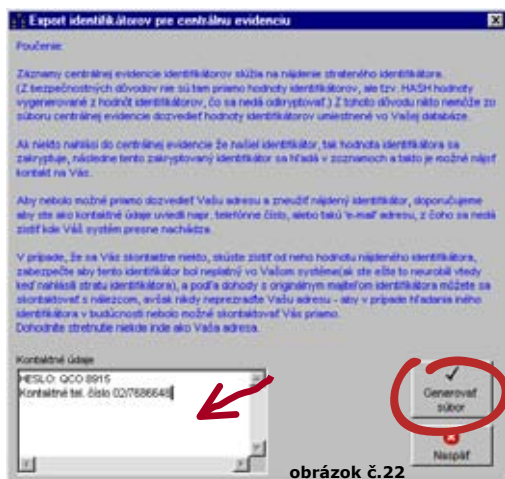 Export identifikátorov pre centrálnu evidenciu
Poučenie:
Záznamy centrálnej evidencie identifikátorov slúžia na nájdenie strateného identifikátora.
(Z bezpečnostných dôvodov nie sú tam priamo hodnoty identifikátorov, ale tzv. HASH hodnoty
vygenerované z hodnôt identifikátorov, čo sa nedá odkryptovať.) Z tohoto dôvodu nikto nemôže zo
súboru centrálnej evidencie dozvedieť hodnoty identifikátorov umiestnené vo Vašej databáze.
Ak niekto nahlási do centrálnej evidencie že našiel identifikátor, tak hodnota identifikátora sa
zakryptuje, následne tento zakryptovaný identifikátor sa hľadá v zoznamoch a takto je možné nájsť
kontakt na Vás.
Aby nebolo možné priamo dozvedieť Vašu adresu a zneužiť nájdený identifikátor, doporučujeme
aby ste ako kontaktné údaje uviedli napr. telefónne číslo, alebo takú 'e-mail' adresu, z čoho sa nedá
zistiť kde Váš systém presne nachádza.
V prípade, že sa Vás skontaktne niekto, skúste zistiť od neho hodnotu nájdeného identifikátora,
zabezpečte aby tento identifikátor bol neplatný vo Vašom systéme(ak ste ešte to neurobil vtedy
keď nahlásili stratu identifikátora), a podľa dohody s originálnym majiteľom identifikátora môžete sa
skontaktovať s nálezcom, avšak nikdy neprezraďte Vašu adresu - aby v prípade hľadania iného
identifikátora v budúcnosti nebolo možné skontaktovať Vás priamo.
Dohodnite stretnutie niekde inde ako Vaša adresa.
Kontaktné údaje
HESLO: QCO 8915
Kontaktné tel. číslo 02/7686648
Generovať
súbor
Naspäť
obrázok č.22